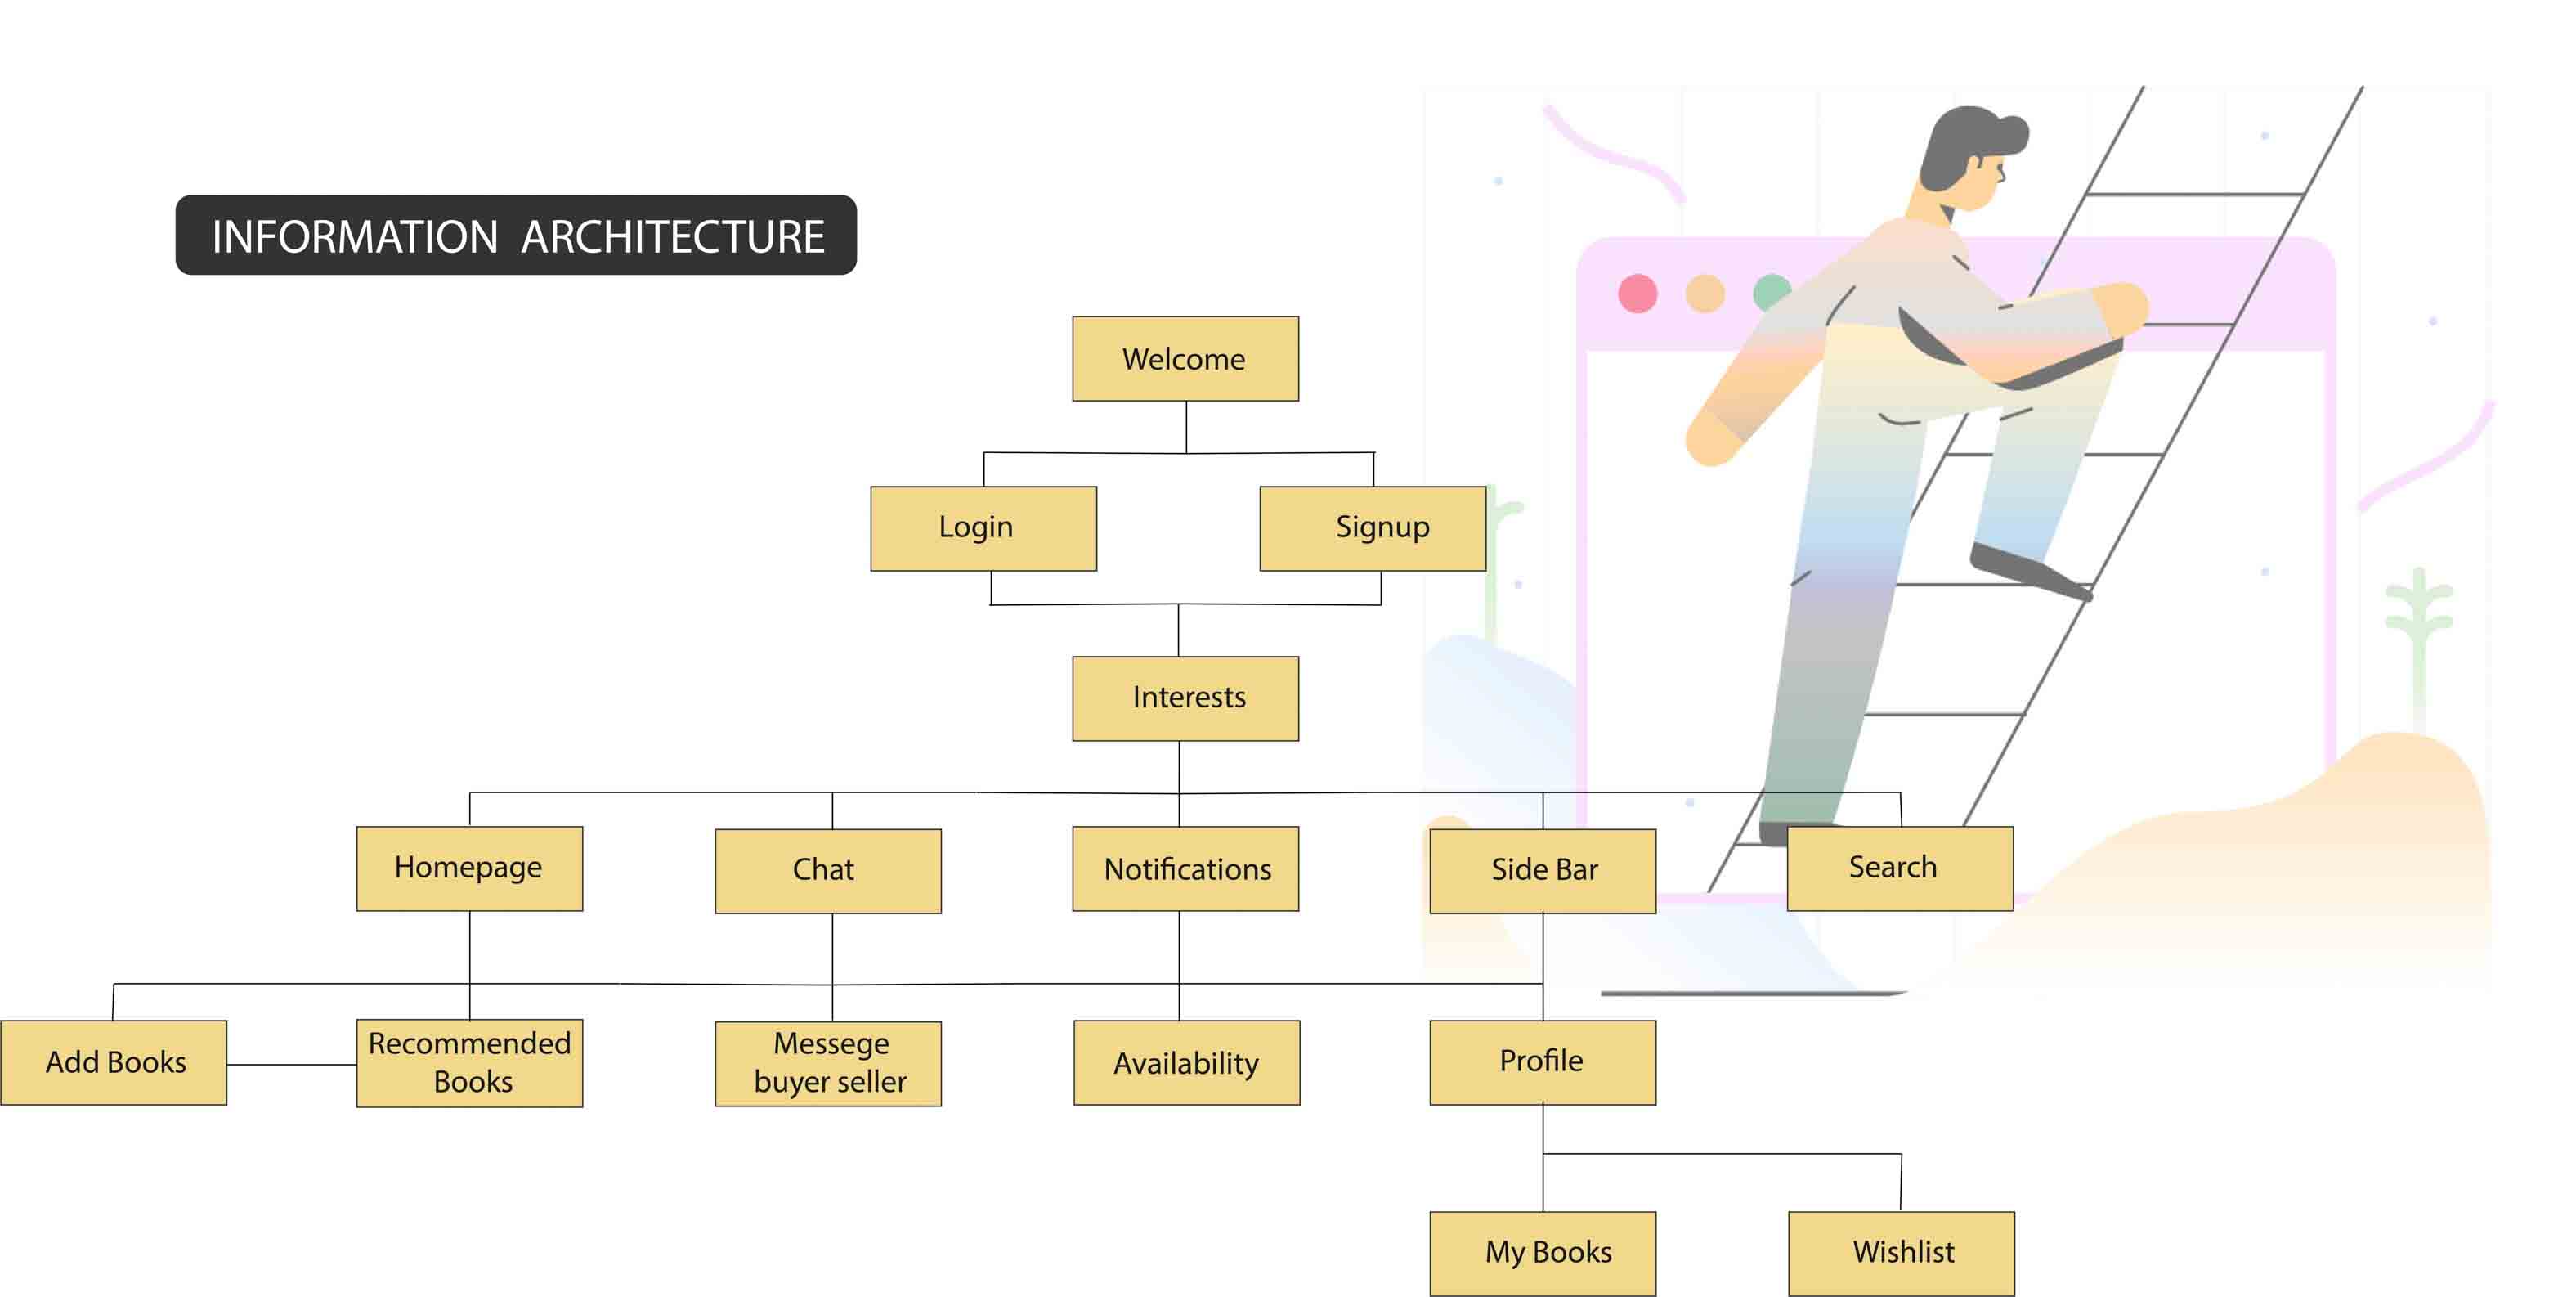 INFORMATION ARCHITECTURE
Welcome
Login
Signup
Interests
Homepage
Chat
Notifications
Side Bar
Search
Add Books
Recommended
Books
Messege
buyer seller
Availability
Profile
My Books
Wishlist